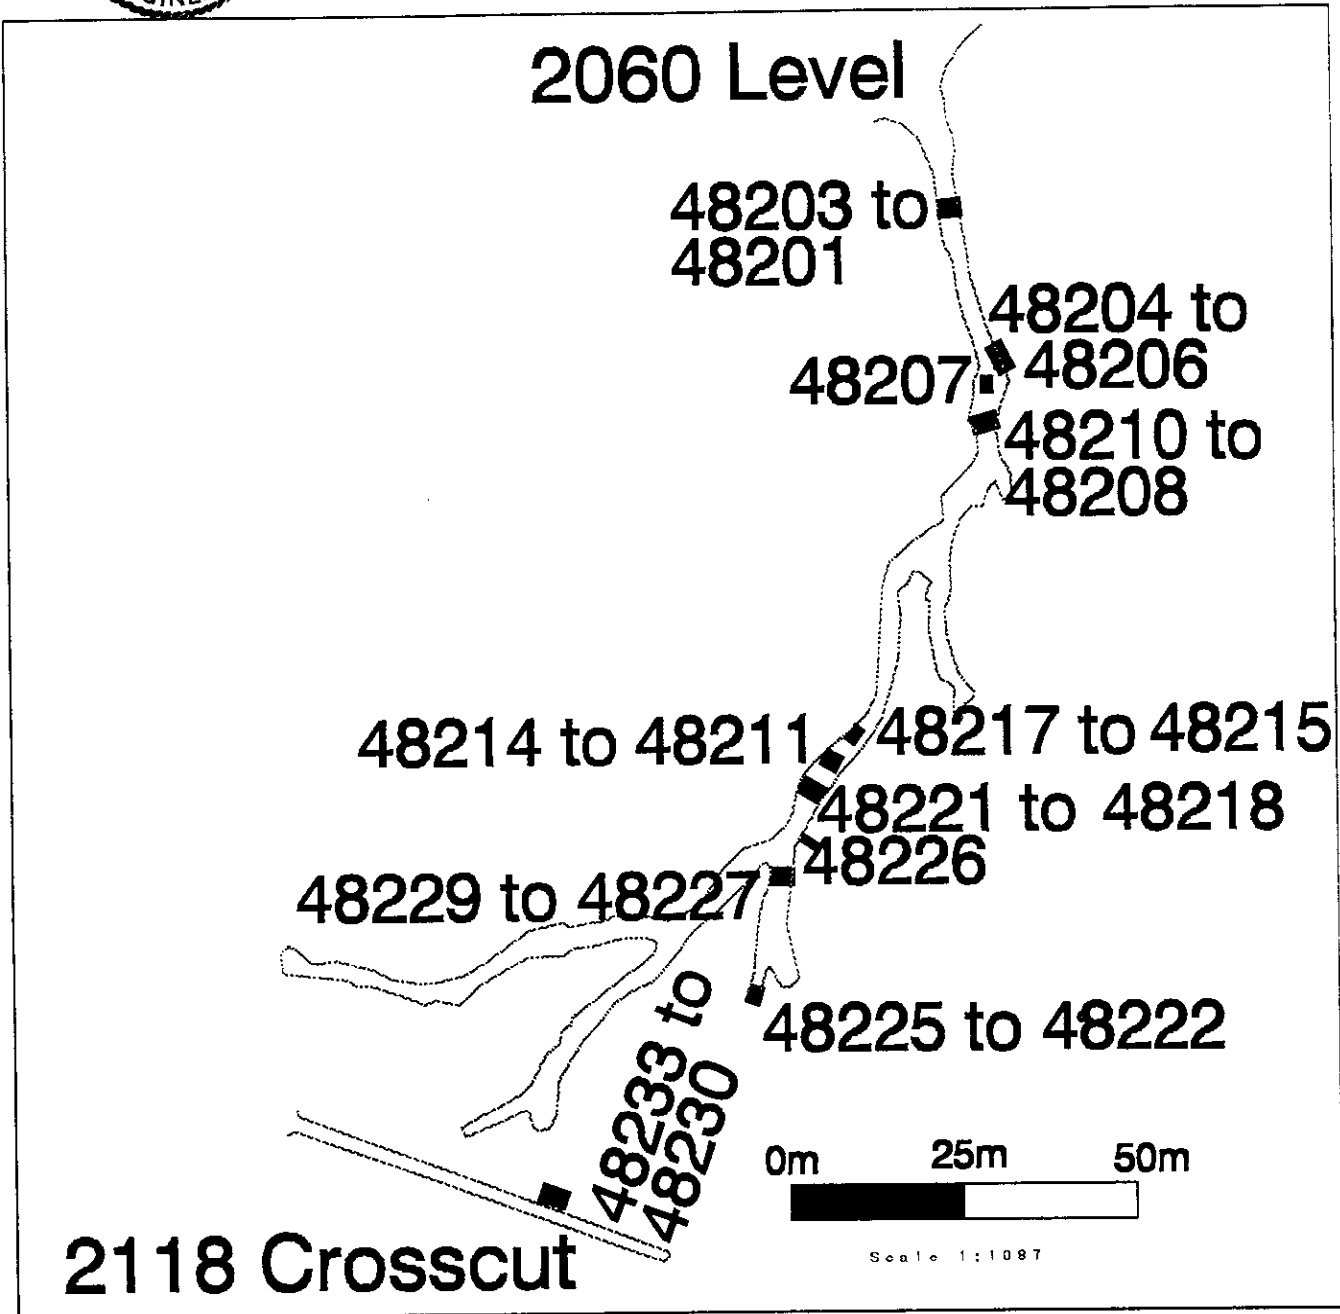 2060 Level
48203 to
48201
48204 to
48206
48207
48210 to
48208
48214 to 48211
48217 to 48215
48221 to 48218
48226
48229 to 48227
48225 to 48222
48233 to
48230
0m 25m 50m
Scale 1:1087
2118 Crosscut